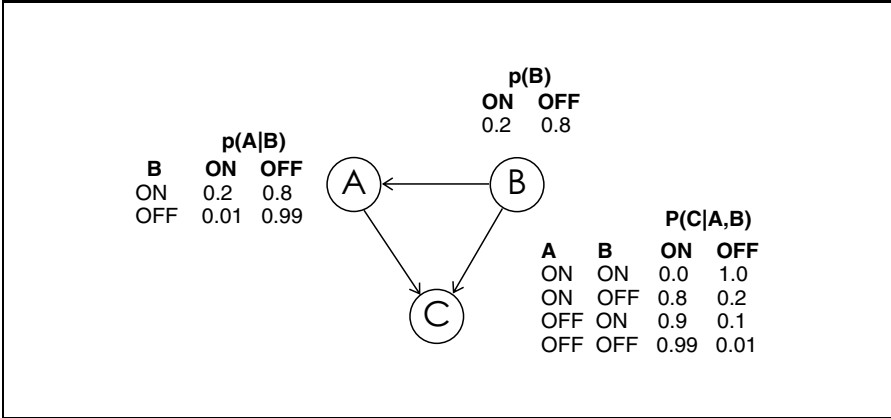 p(B)
ON OFF
0.2 0.8
p(A|B)
B ON OFF
ON 0.2 0.8
OFF 0.01 0.99
A
B
C
P(C|A,B)
A B ON OFF
ON ON 0.0 1.0
ON OFF 0.8 0.2
OFF ON 0.9 0.1
OFF OFF 0.99 0.01